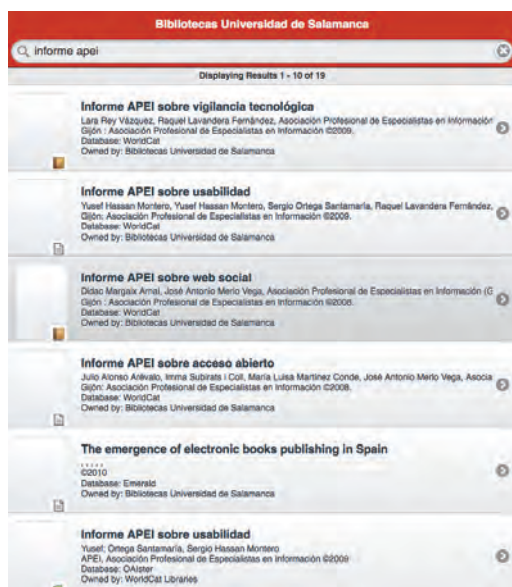 Bibliotecas Universidad de Salamanca
informe apei
Displaying Results 1 - 10 of 19
Informe APEI sobre vigilancia tecnológica
Lara Rey Vázquez, Raquel Lavandera Fernández, Asociación Profesional de Especialistas en Información
Gijón : Asociación Profesional de Especialistas en Información ©2009.
Database: WorldCat
Owned by: Bibliotecas Universidad de Salamanca
Informe APEI sobre usabilidad
Yusef Hassan Montero, Yusef Hassan Montero, Sergio Ortega Santamaría, Raquel Lavandera Fernández,
Gijón: Asociación Profesional de Especialistas en Información ©2009.
Database: WorldCat
Owned by: Bibliotecas Universidad de Salamanca
Informe APEI sobre web social
Dídac Margaix Arnal, José Antonio Merlo Vega, Asociación Profesional de Especialistas en Información (G
Gijón : Asociación Profesional de Especialistas en Información ©2008.
Database: WorldCat
Owned by: Bibliotecas Universidad de Salamanca
Informe APEI sobre acceso abierto
Julio Alonso Arévalo, Imma Subirats i Coll, María Luisa Martínez Conde, José Antonio Merlo Vega, Asocia
Gijón: Asociación Profesional de Especialistas en Información ©2008.
Database: WorldCat
Owned by: Bibliotecas Universidad de Salamanca
The emergence of electronic books publishing in Spain
, , , , ,
©2010
Database: Emerald
Owned by: Bibliotecas Universidad de Salamanca
Informe APEI sobre usabilidad
Yusef; Ortega Santamaría, Sergio Hassan Montero
APEI, Asociación Profesional de Especialistas en Información ©2009
Database: OAIster
Owned by: WorldCat Libraries